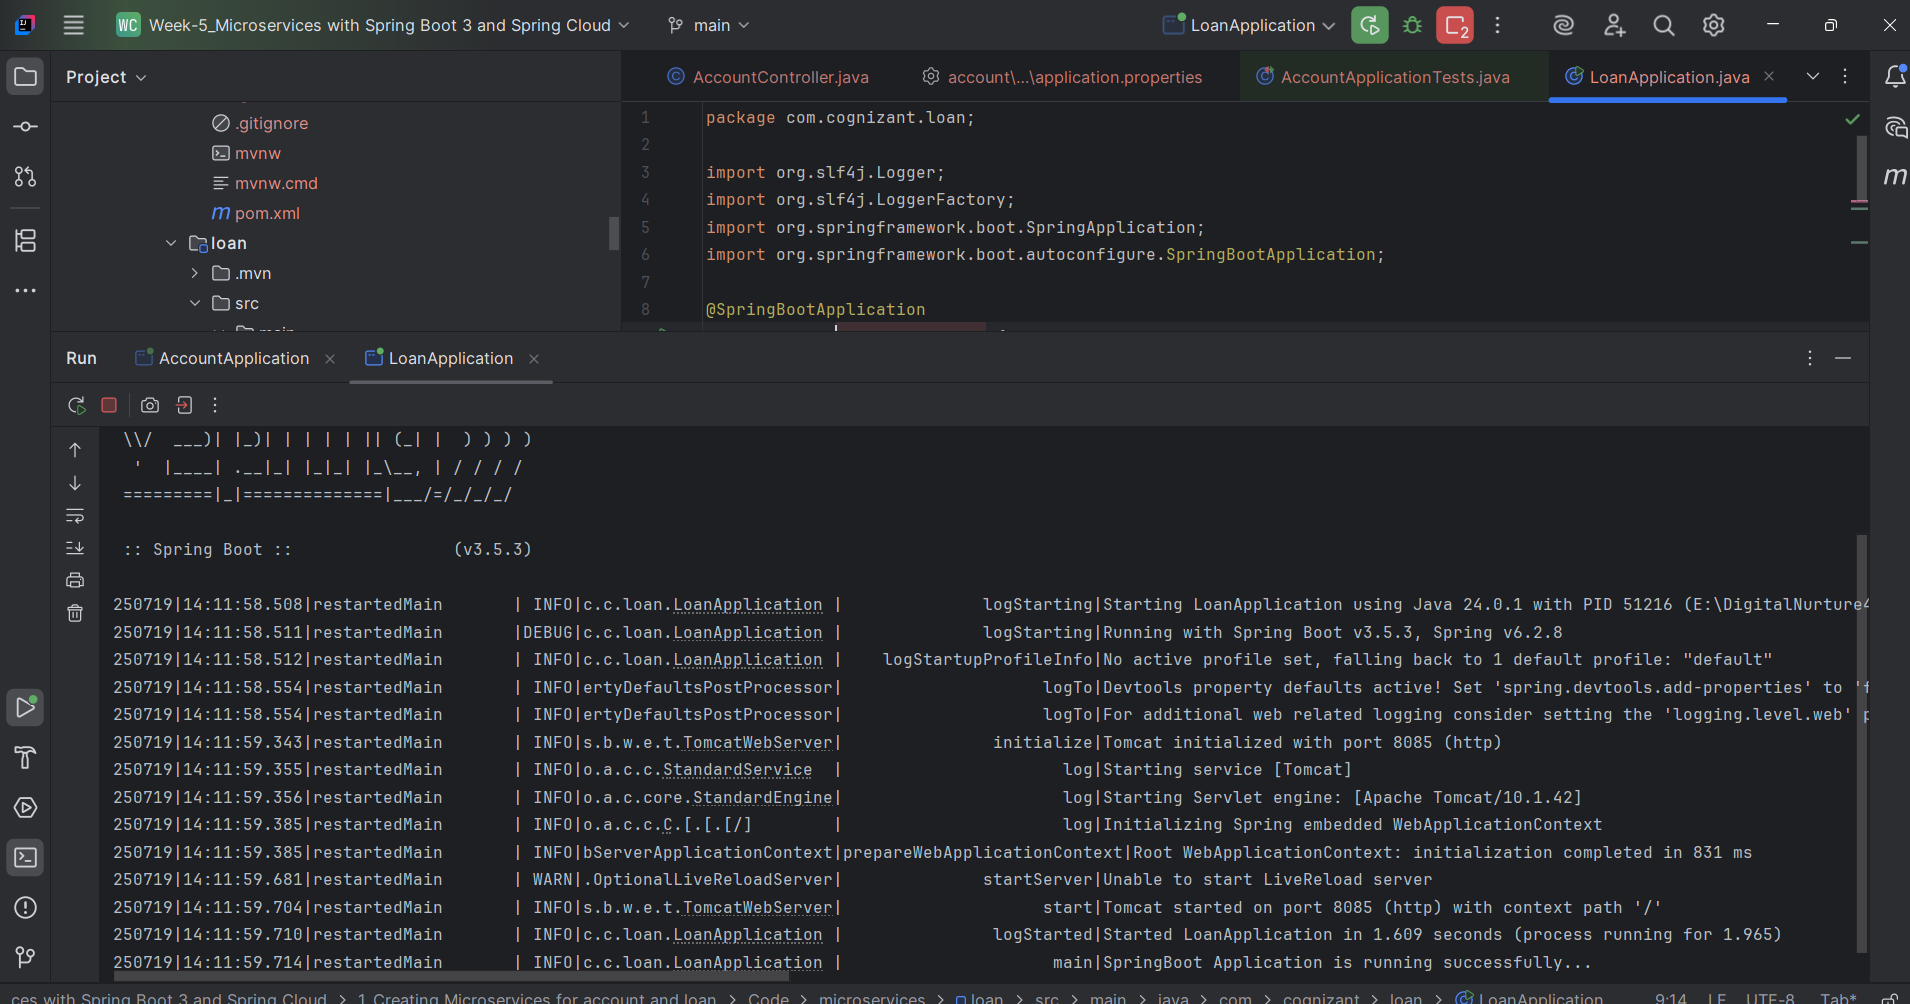 WC Week-5_Microservices with Spring Boot 3 and Spring Cloud main LoanApplication 2
Project
AccountController.java account\...\application.properties AccountApplicationTests.java LoanApplication.java
.gitignore
mvnw
mvnw.cmd
pom.xml
loan
.mvn
src
main
1 package com.cognizant.loan;
2
3 import org.slf4j.Logger;
4 import org.slf4j.LoggerFactory;
5 import org.springframework.boot.SpringApplication;
6 import org.springframework.boot.autoconfigure.SpringBootApplication;
7
8 @SpringBootApplication
Run AccountApplication LoanApplication
\\/  ___)| |_)| | | | | || (_| |  ) ) ) )
'  |____| .__|_| |_|_| |_\__, | / / / /
=========|_|==============|___/=/_/_/_/
:: Spring Boot ::                (v3.5.3)
250719|14:11:58.508|restartedMain       | INFO|c.c.loan.LoanApplication |              logStarting|Starting LoanApplication using Java 24.0.1 with PID 51216 (E:\DigitalNurture4
250719|14:11:58.511|restartedMain       |DEBUG|c.c.loan.LoanApplication |              logStarting|Running with Spring Boot v3.5.3, Spring v6.2.8
250719|14:11:58.512|restartedMain       | INFO|c.c.loan.LoanApplication |    logStartupProfileInfo|No active profile set, falling back to 1 default profile: "default"
250719|14:11:58.554|restartedMain       | INFO|ertyDefaultsPostProcessor|                    logTo|Devtools property defaults active! Set 'spring.devtools.add-properties' to 'f
250719|14:11:58.554|restartedMain       | INFO|ertyDefaultsPostProcessor|                    logTo|For additional web related logging consider setting the 'logging.level.web' p
250719|14:11:59.343|restartedMain       | INFO|s.b.w.e.t.TomcatWebServer|               initialize|Tomcat initialized with port 8085 (http)
250719|14:11:59.355|restartedMain       | INFO|o.a.c.c.StandardService  |                      log|Starting service [Tomcat]
250719|14:11:59.356|restartedMain       | INFO|o.a.c.core.StandardEngine|                      log|Starting Servlet engine: [Apache Tomcat/10.1.42]
250719|14:11:59.385|restartedMain       | INFO|o.a.c.c.C.[.[.[/]        |                      log|Initializing Spring embedded WebApplicationContext
250719|14:11:59.385|restartedMain       | INFO|bServerApplicationContext|prepareWebApplicationContext|Root WebApplicationContext: initialization completed in 831 ms
250719|14:11:59.681|restartedMain       | WARN|.OptionalLiveReloadServer|              startServer|Unable to start LiveReload server
250719|14:11:59.704|restartedMain       | INFO|s.b.w.e.t.TomcatWebServer|                    start|Tomcat started on port 8085 (http) with context path '/'
250719|14:11:59.710|restartedMain       | INFO|c.c.loan.LoanApplication |               logStarted|Started LoanApplication in 1.609 seconds (process running for 1.965)
250719|14:11:59.714|restartedMain       | INFO|c.c.loan.LoanApplication |                     main|SpringBoot Application is running successfully...
ces with Spring Boot 3 and Spring Cloud > 1. Creating Microservices for account and loan > Code > microservices > loan > src > main > java > com > cognizant > loan > LoanApplication 9:14 LF UTF-8 Tab*